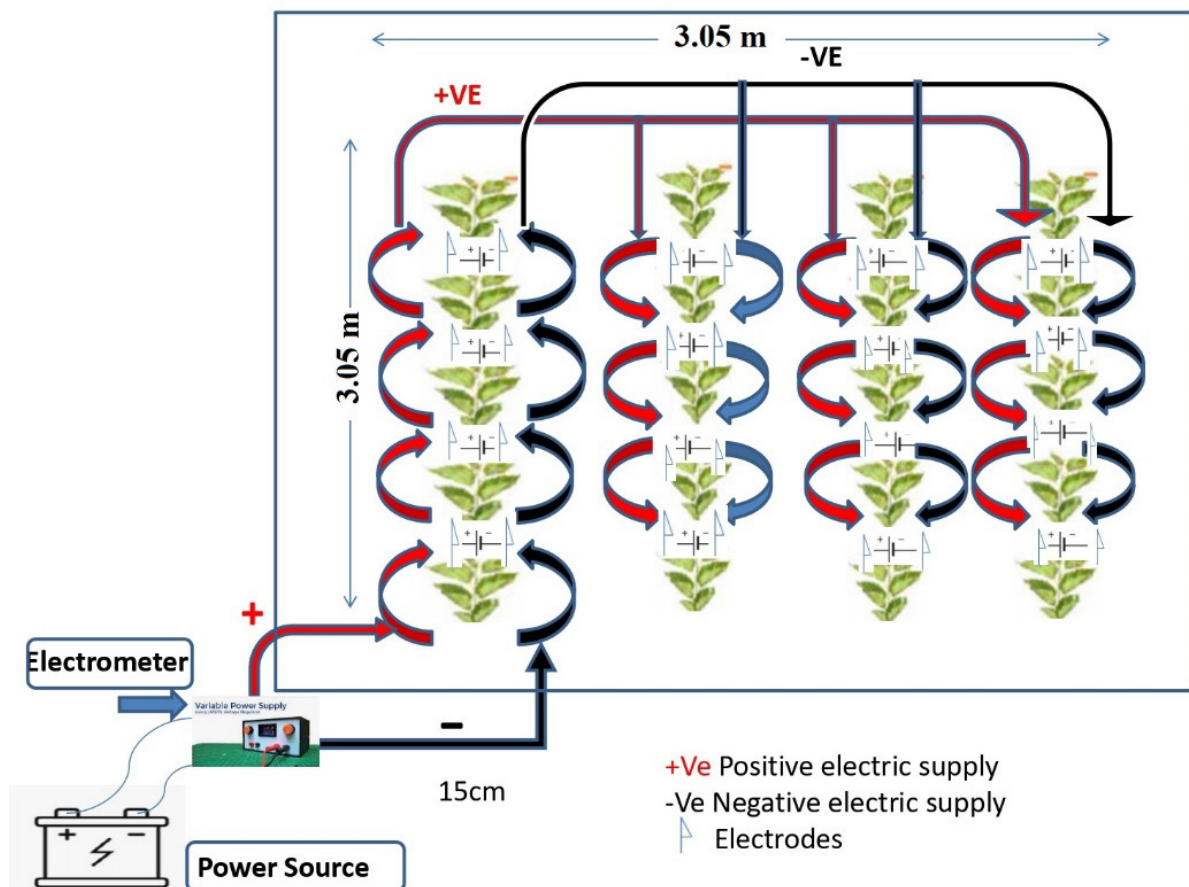 3.05 m
-VE
+VE
3.05 m
+
Electrometer
Variable Power Supply
-
15cm
+ -
Power Source
+Ve Positive electric supply
-Ve Negative electric supply
Electrodes